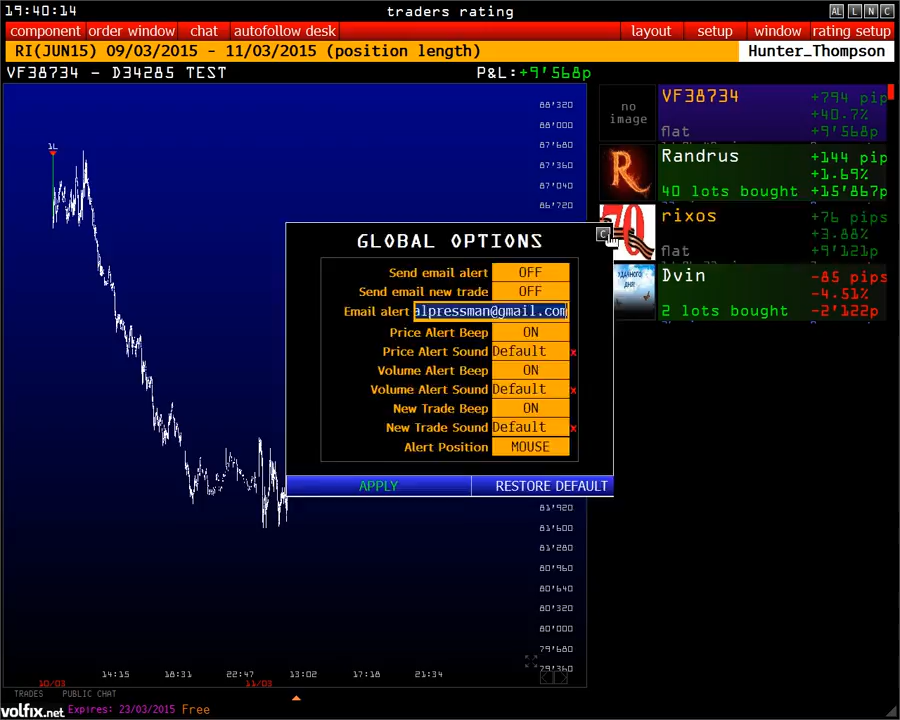 19:40:14 traders rating AL L N C
component order window chat autofollow desk layout setup window rating setup
RI(JUN15) 09/03/2015 - 11/03/2015 (position length) Hunter_Thompson
VF38734 - D34285 TEST P&L:+9'568p
88'320
88'000
87'680
87'360
87'040
86'720
1L
no image
VF38734 +794 pip
+40.7%
flat +9'568p
R
Randrus +144 pip
+1.69%
40 lots bought +15'867p
70
rixos +76 pips
+3.88%
flat +9'121p
Dvin -85 pips
-4.51%
2 lots bought -2'122p
C
GLOBAL OPTIONS
Send email alert OFF
Send email new trade OFF
Email alert alpressman@gmail.com
Price Alert Beep ON
Price Alert Sound Default x
Volume Alert Beep ON
Volume Alert Sound Default x
New Trade Beep ON
New Trade Sound Default x
Alert Position MOUSE
APPLY RESTORE DEFAULT
81'920
81'600
81'280
80'960
80'640
80'320
80'000
79'680
79'360
14:15 18:31 22:47 13:02 17:18 21:34
10/03 11/03
TRADES PUBLIC CHAT
volfix.net Expires: 23/03/2015 Free